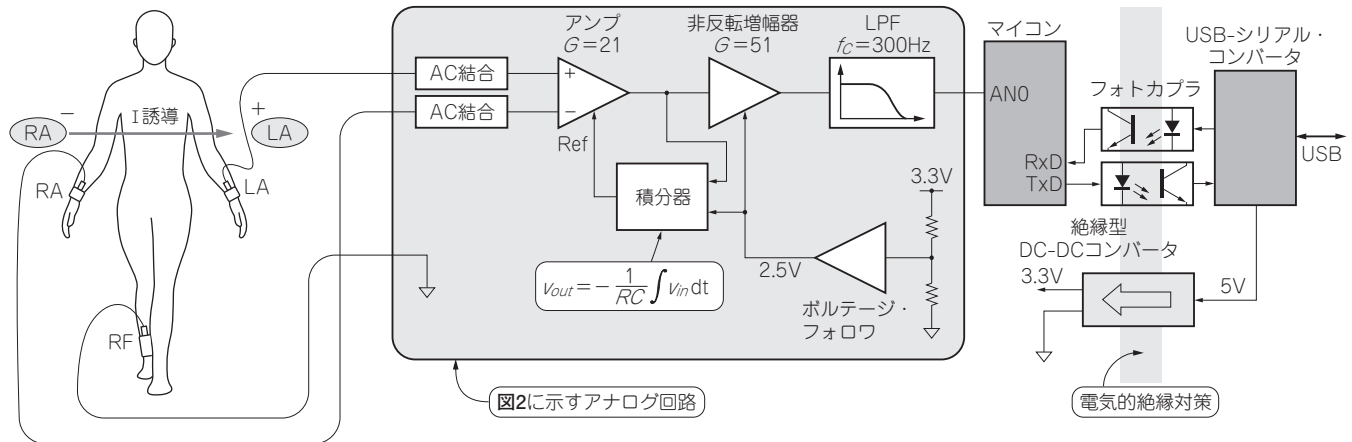 RA
−
I誘導
+
LA
RA
LA
RF
AC結合
AC結合
アンプ
G=21
+
−
Ref
非反転増幅器
G=51
LPF
fC=300Hz
積分器
vout=−1/RC∫vindt
2.5V
3.3V
ボルテージ・
フォロワ
図2に示すアナログ回路
マイコン
AN0
RxD
TxD
フォトカプラ
USB-シリアル・
コンバータ
USB
絶縁型
DC-DCコンバータ
3.3V
5V
電気的絶縁対策